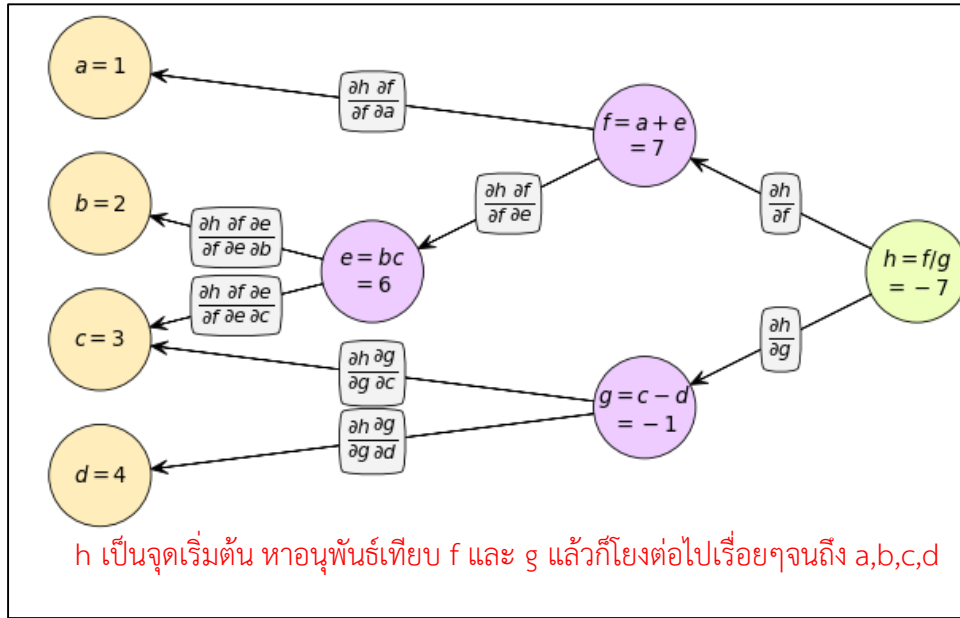 a = 1
∂h ∂f
∂f ∂a
f = a + e
= 7
b = 2
∂h ∂f
∂f ∂e
∂h
∂f
∂h ∂f ∂e
∂f ∂e ∂b
e = bc
= 6
h = f/g
= −7
∂h ∂f ∂e
∂f ∂e ∂c
c = 3
∂h
∂g
∂h ∂g
∂g ∂c
g = c − d
= −1
∂h ∂g
∂g ∂d
d = 4
h เป็นจุดเริ่มต้น หาอนุพันธ์เทียบ f และ g แล้วก็โยงต่อไปเรื่อยๆจนถึง a,b,c,d